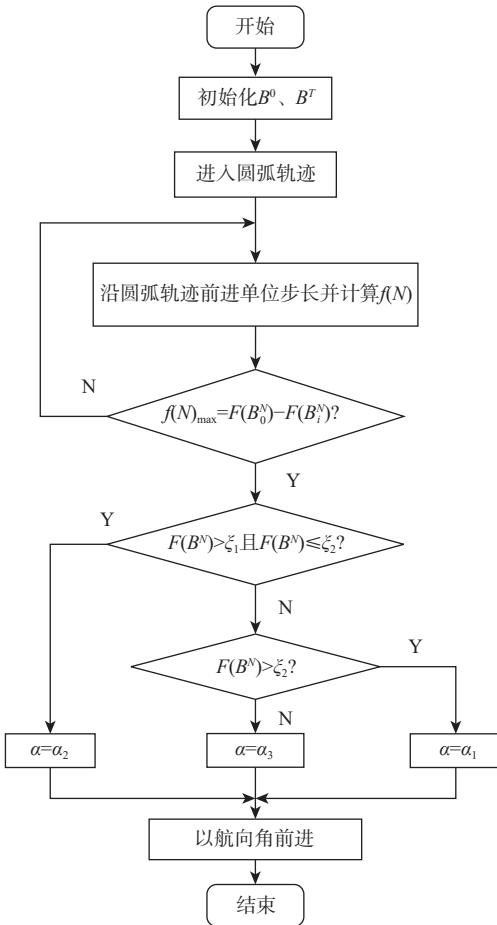 开始
初始化B⁰、Bᵀ
进入圆弧轨迹
沿圆弧轨迹前进单位步长并计算f(N)
N
f(N)max=F(B₀ᴺ)−F(Bᵢᴺ)?
Y
Y
F(Bᴺ)>ξ₁且F(Bᴺ)≤ξ₂?
N
Y
F(Bᴺ)>ξ₂?
N
α=α₂
α=α₃
α=α₁
以航向角前进
结束